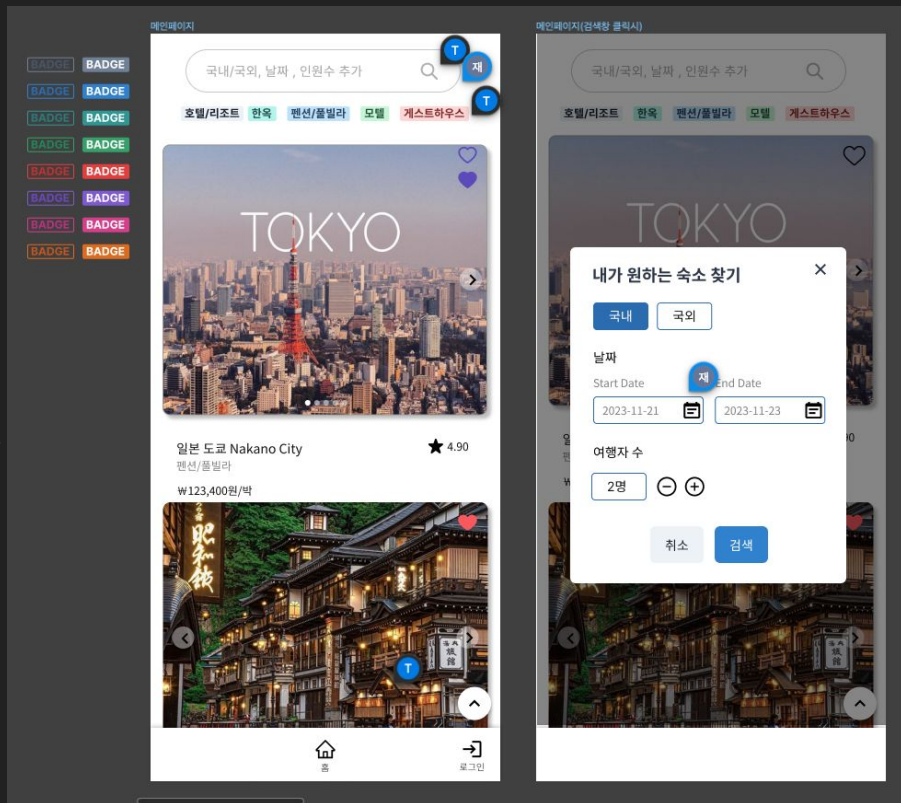 메인페이지
BADGE BADGE
BADGE BADGE
BADGE BADGE
BADGE BADGE
BADGE BADGE
BADGE BADGE
BADGE BADGE
BADGE BADGE
국내/국외, 날짜 , 인원수 추가
T
재
T
호텔/리조트 한옥 펜션/풀빌라 모텔 게스트하우스
TOKYO
일본 도쿄 Nakano City
4.90
펜션/풀빌라
₩123,400원/박
T
홈
로그인
메인페이지(검색창 클릭시)
국내/국외, 날짜 , 인원수 추가
호텔/리조트 한옥 펜션/풀빌라 모텔 게스트하우스
TOKYO
내가 원하는 숙소 찾기
국내 국외
날짜
재
Start Date End Date
2023-11-21 2023-11-23
여행자 수
2명
취소 검색